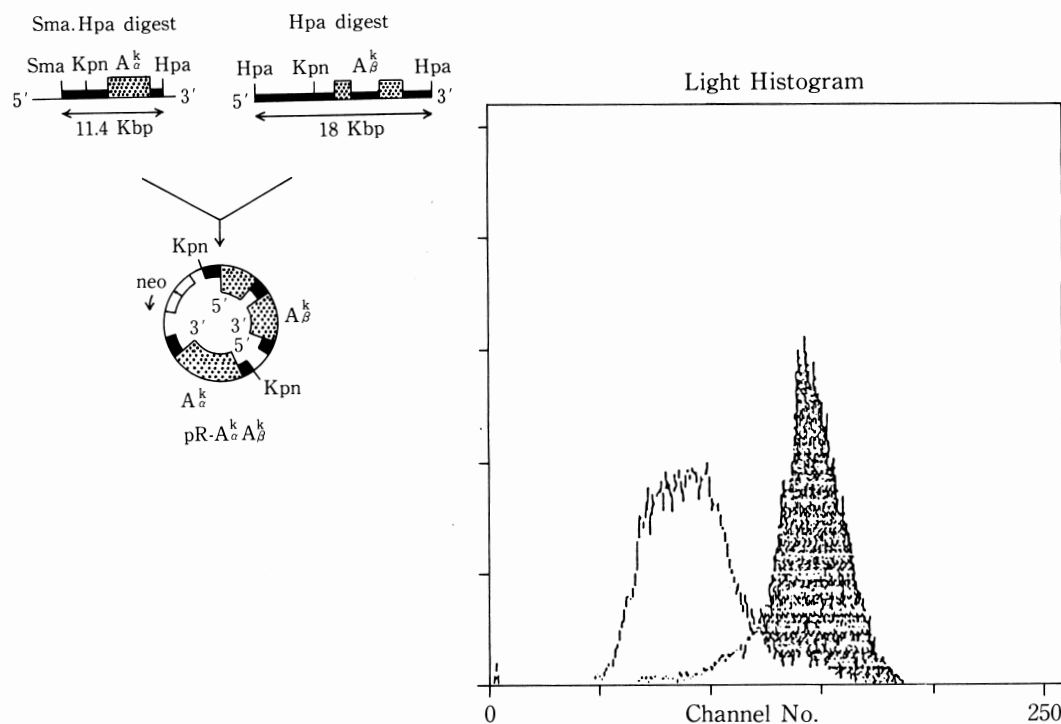 Sma.Hpa digest
Hpa digest
Sma Kpn A k α Hpa
5′ 3′
11.4 Kbp
Hpa Kpn A k β Hpa
5′ 3′
18 Kbp
Kpn
neo
5′
3′ 3′
5′
A k β
Kpn
A k α
pR-A k α A k β
Light Histogram
0 Channel No. 250